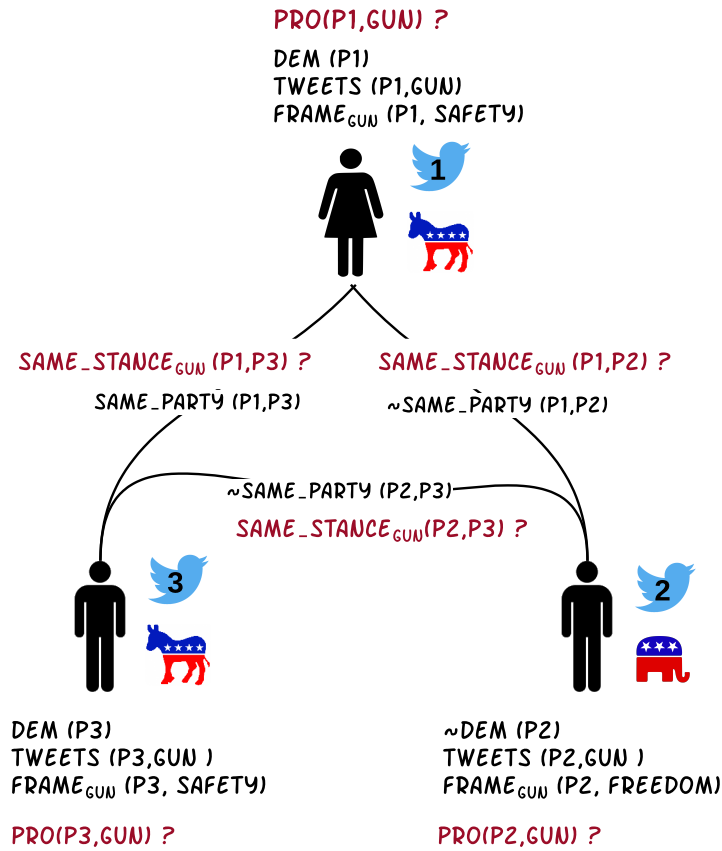 PRO(P1,GUN) ?
DEM (P1)
TWEETS (P1,GUN)
FRAMEGUN (P1, SAFETY)
1
SAME_STANCEGUN (P1,P3) ?
SAME_STANCEGUN (P1,P2) ?
SAME_PARTY (P1,P3)
~SAME_PARTY (P1,P2)
~SAME_PARTY (P2,P3)
SAME_STANCEGUN(P2,P3) ?
3
2
DEM (P3)
TWEETS (P3,GUN )
FRAMEGUN (P3, SAFETY)
PRO(P3,GUN) ?
~DEM (P2)
TWEETS (P2,GUN )
FRAMEGUN (P2, FREEDOM)
PRO(P2,GUN) ?